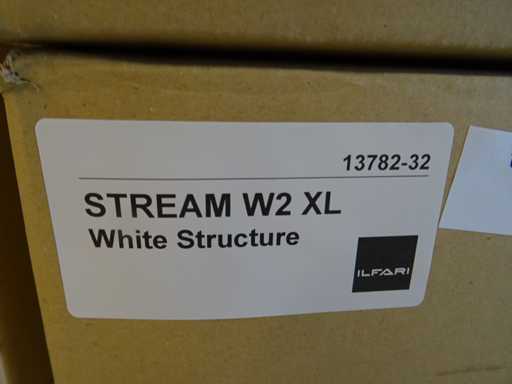 13782-32
STREAM W2 XL
White Structure
ILFARI